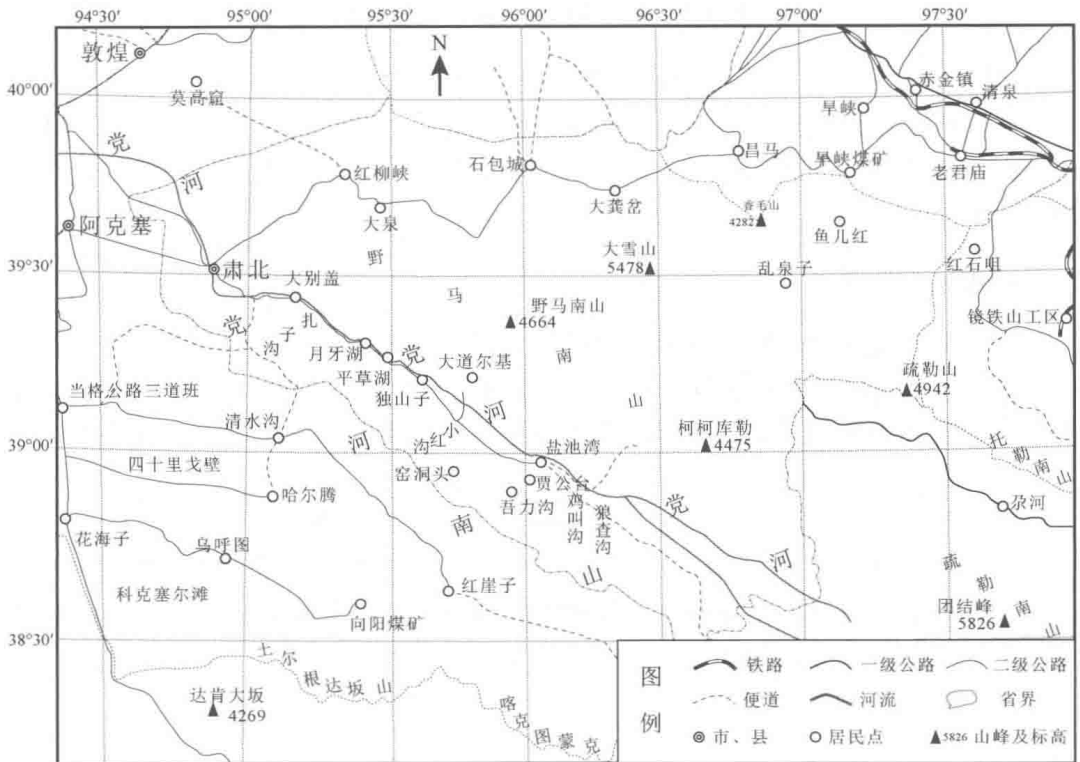 94°30′ 95°00′ 95°30′ 96°00′ 96°30′ 97°00′ 97°30′
40°00′
39°30′
39°00′
38°30′
N
敦煌
莫高窟
党
河
阿克塞
肃北
红柳峡
大泉
石包城
大龚岔
昌马
旱峡
赤金镇
清泉
旱峡煤矿
老君庙
4282
鱼儿红
红石咀
大雪山
5478
乱泉子
镜铁山工区
野
马
南
山
野马南山
4664
大别盖
扎
子
沟
党
月牙湖
平草湖
独山子
党
河
大道尔基
疏勒山
4942
当格公路三道班
清水沟
四十里戈壁
哈尔腾
小
红
沟
窑洞头
盐池湾
贾公台
吾力沟
鸡叫沟
狼查沟
柯柯库勒
4475
托
勒
南
山
尕河
党
河
河
南
山
花海子
乌呼图
科克塞尔滩
向阳煤矿
红崖子
疏
勒
南
山
团结峰
5826
土
尔
根
达
坂
山
达肯大坂
4269
喀
克
图
蒙
克
图
例
铁路
一级公路
二级公路
便道
河流
省界
市、县
居民点
5826 山峰及标高